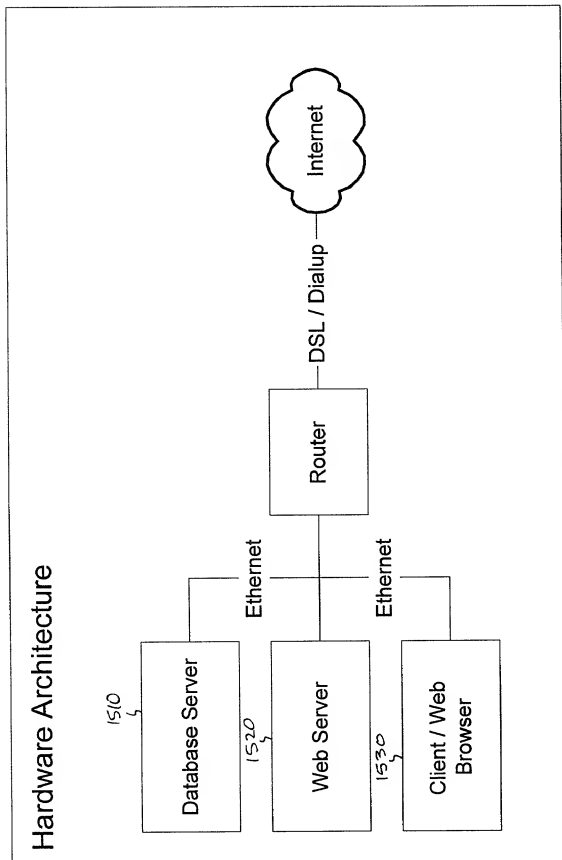 Hardware Architecture
1510
Database Server
1520
Web Server
1530
Client / Web
Browser
Ethernet
Ethernet
Router
DSL / Dialup
Internet